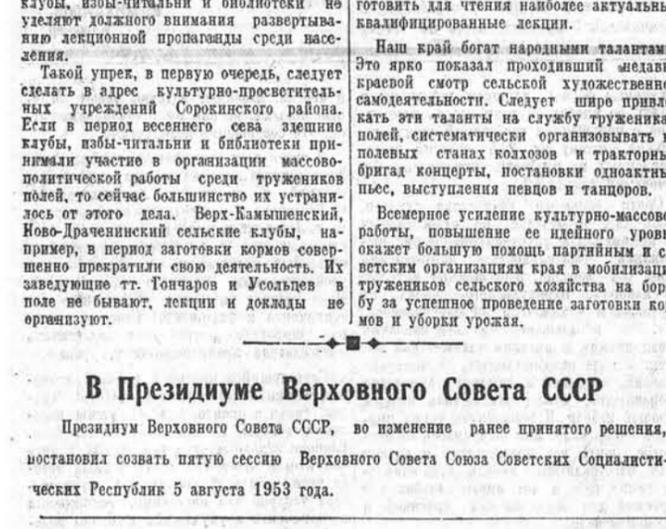 клубы, избы-читальни и библиотеки не
уделяют должного внимания развертыва-
нию лекционной пропаганды среди насе-
ления.
Такой упрек, в первую очередь, следует
сделать в адрес культурно-просветитель-
ных учреждений Сорокинского района.
Если в период весеннего сева здешние
клубы, избы-читальни и библиотеки при-
нимали участие в организации массово-
политической работы среди тружеников
полей, то сейчас большинство их устрани-
лось от этого дела. Верх-Камышенский,
Ново-Драченинский сельские клубы, на-
пример, в период заготовки кормов совер-
шенно прекратили свою деятельность. Их
заведующие тт. Гончаров и Усольцев в
поле не бывают, лекции и доклады не
организуют.
готовить для чтения наиболее актуальны
квалифицированные лекции.
Наш край богат народными талантам
Это ярко показал проходивший недавн
краевой смотр сельской художественно
самодеятельности. Следует шире привл
кать эти таланты на службу труженика
полей, систематически организовывать
полевых станах колхозов и тракторны
бригад концерты, постановки одноактны
пьес, выступления певцов и танцоров.
Всемерное усиление культурно-массово
работы, повышение ее идейного уровн
окажет большую помощь партийным и с
ветским организациям края в мобилизац
тружеников сельского хозяйства на бор
бу за успешное проведение заготовки ко
мов и уборки урожая.
В Президиуме Верховного Совета СССР
Президиум Верховного Совета СССР, во изменение ранее принятого решения,
постановил созвать пятую сессию Верховного Совета Союза Советских Социалисти-
ческих Республик 5 августа 1953 года.